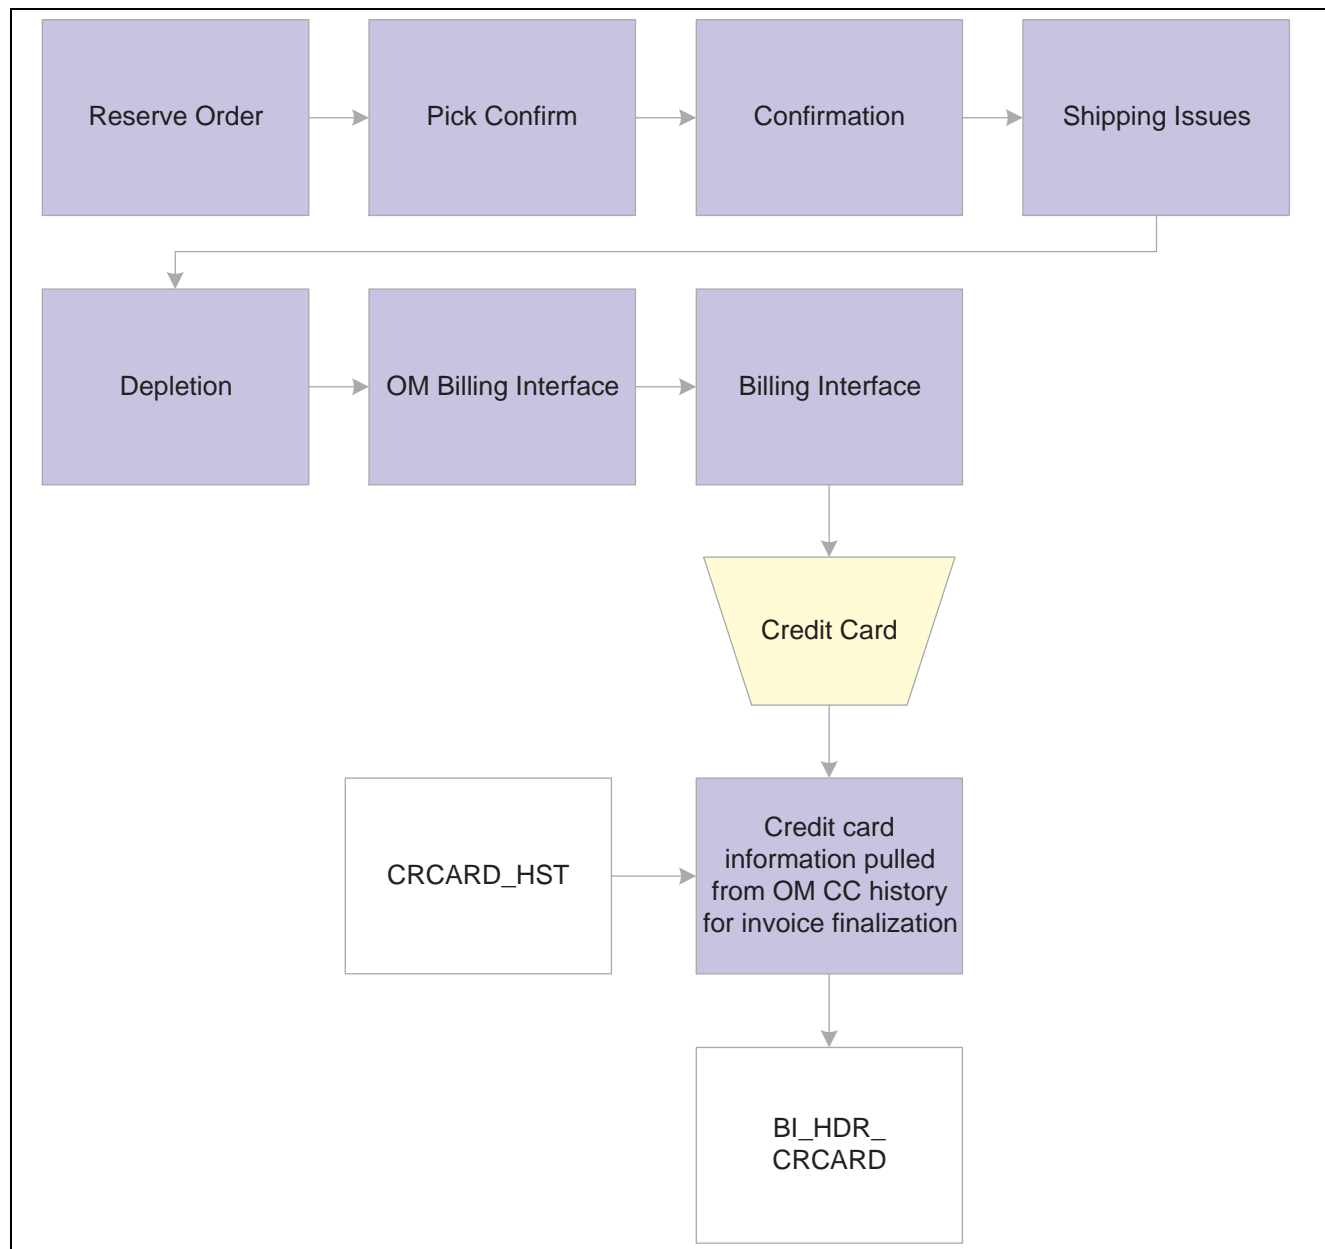 Reserve Order
Pick Confirm
Confirmation
Shipping Issues
Depletion
OM Billing Interface
Billing Interface
Credit Card
CRCARD_HST
Credit card
information pulled
from OM CC history
for invoice finalization
BI_HDR_
CRCARD